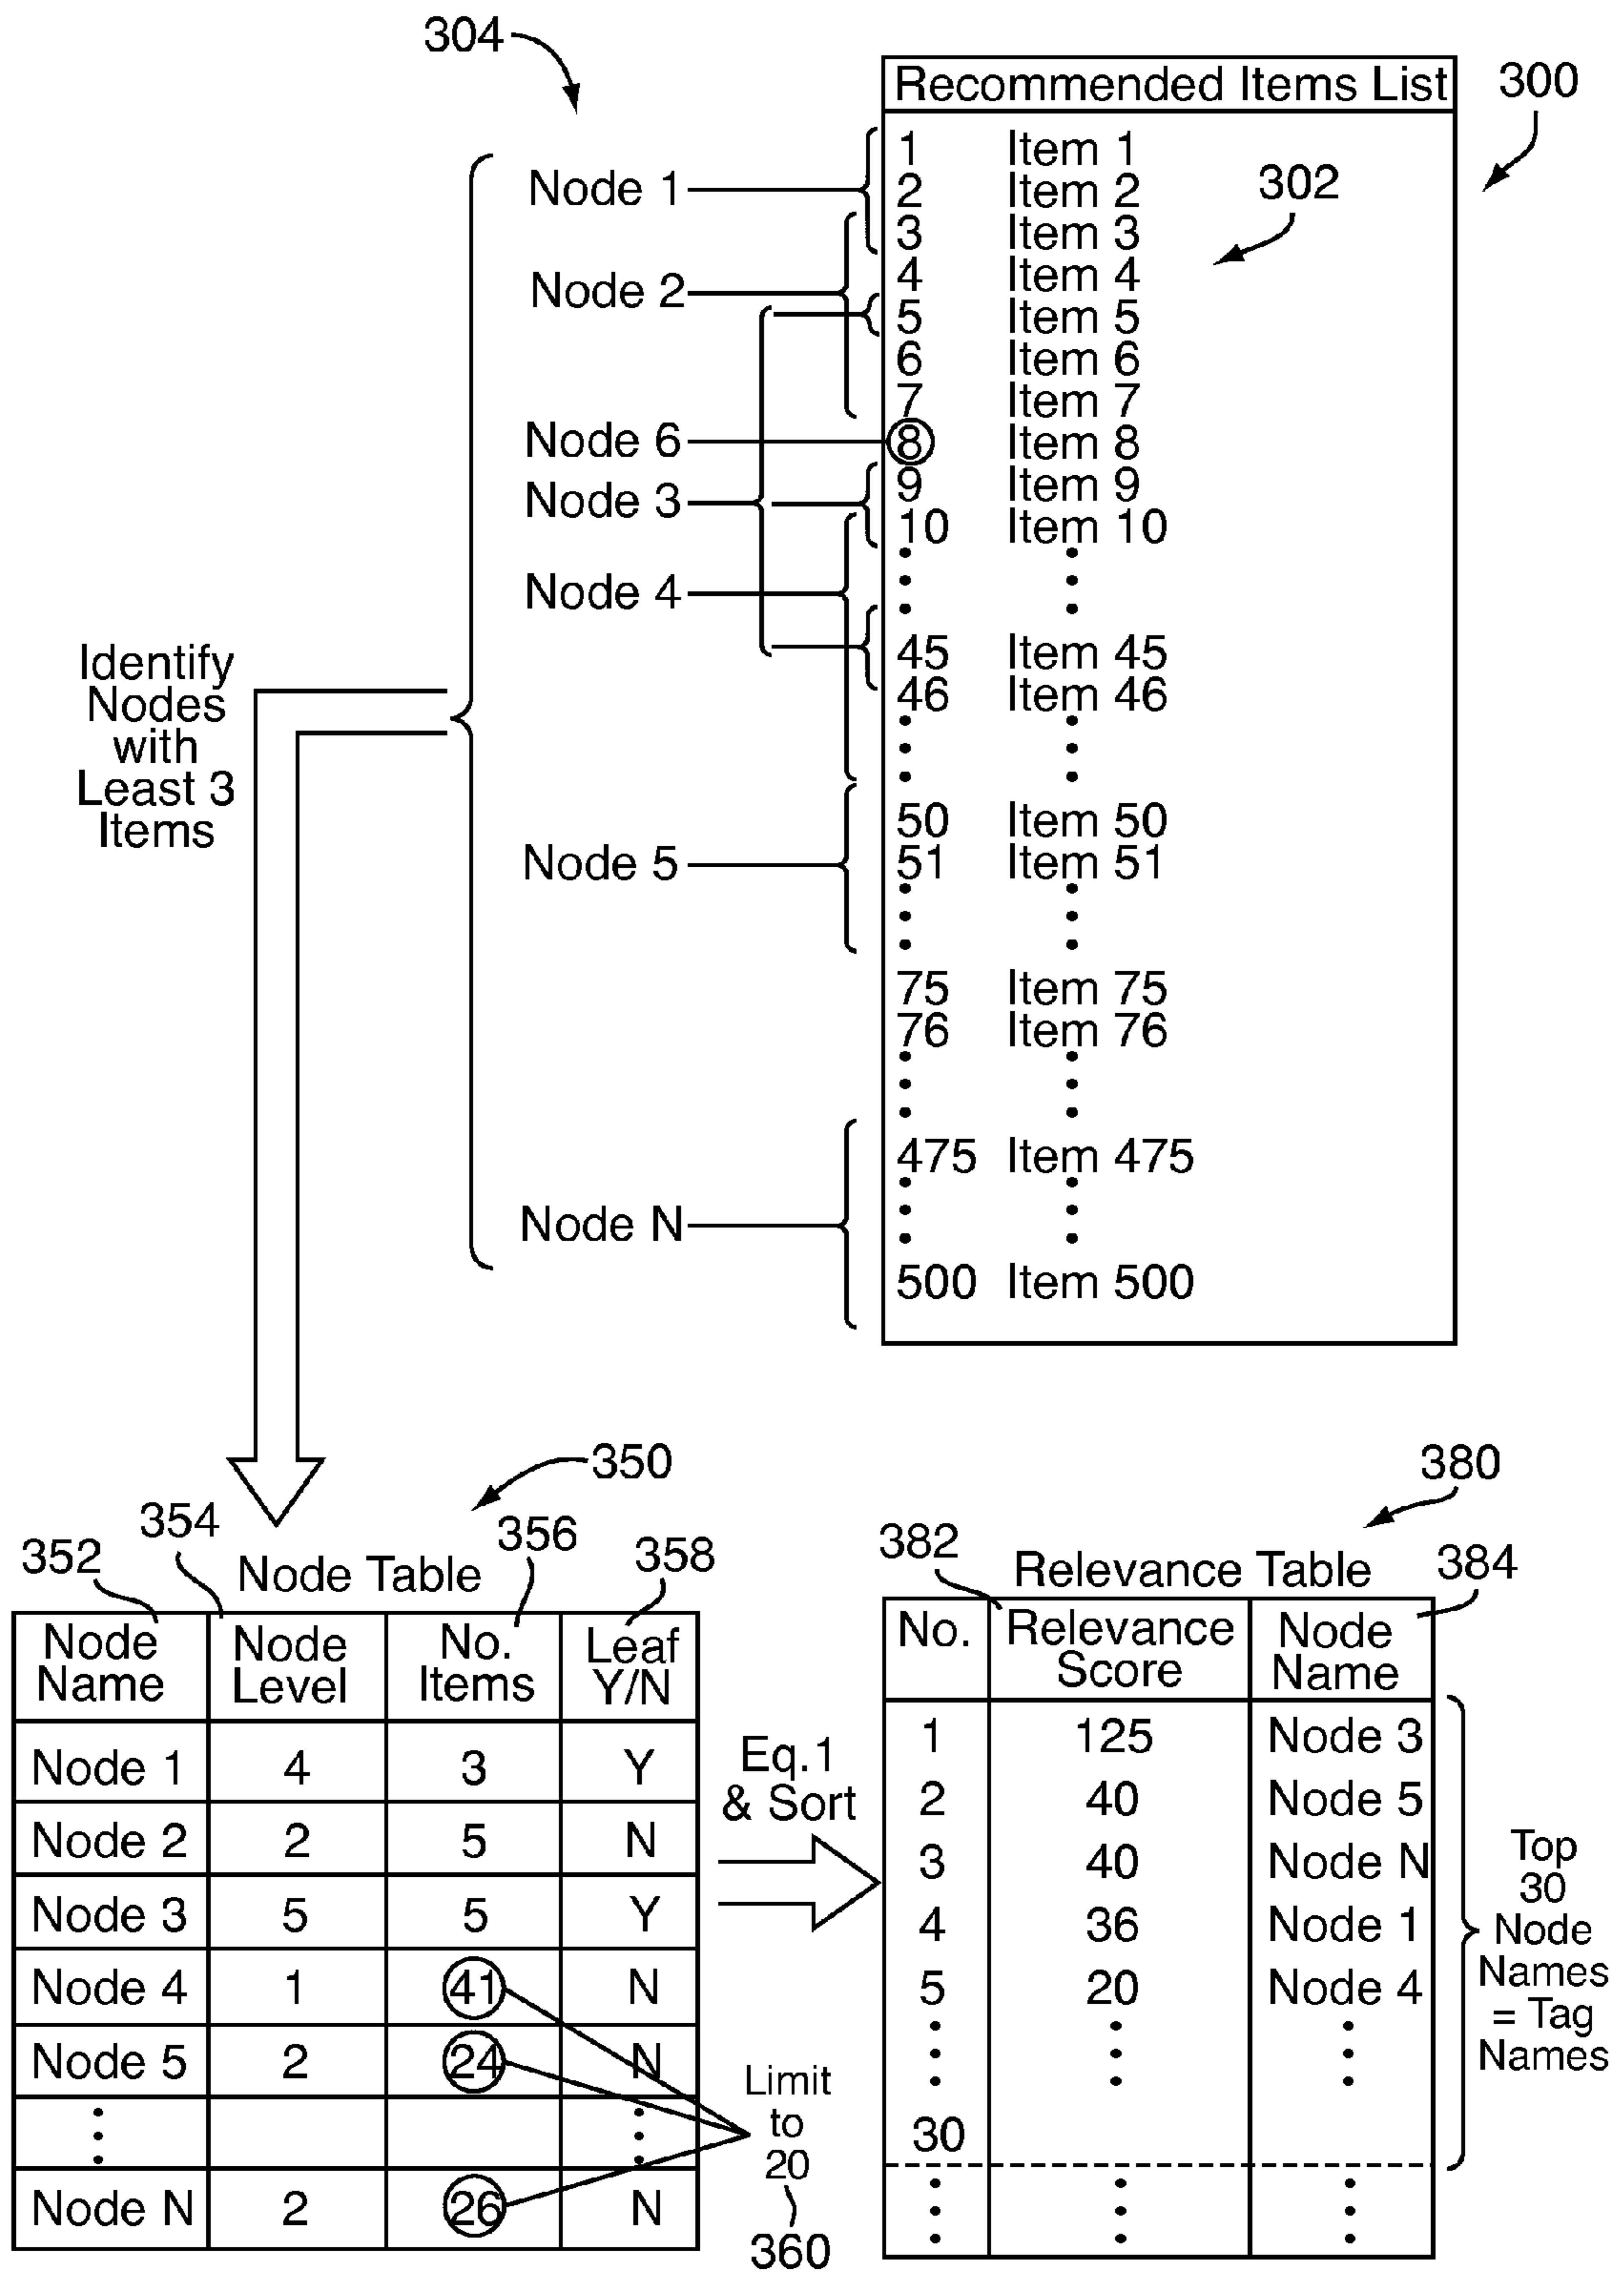 304
Recommended Items List
300
1 Item 1
2 Item 2
302
Node 1
3 Item 3
4 Item 4
Node 2
5 Item 5
6 Item 6
7 Item 7
Node 6
8 Item 8
9 Item 9
Node 3
10 Item 10
Node 4
45 Item 45
46 Item 46
Identify
Nodes
with
Least 3
Items
50 Item 50
51 Item 51
Node 5
75 Item 75
76 Item 76
475 Item 475
Node N
500 Item 500
350
352
354
356
358
Node Table
Node Name Node Level No. Items Leaf Y/N
Node 1 4 3 Y
Node 2 2 5 N
Node 3 5 5 Y
Node 4 1 41 N
Node 5 2 24 N
Node N 2 26 N
Limit
to
20
360
Eq.1
& Sort
380
382
384
Relevance Table
No. Relevance Score Node Name
1 125 Node 3
2 40 Node 5
3 40 Node N
4 36 Node 1
5 20 Node 4
30
Top
30
Node
Names
= Tag
Names